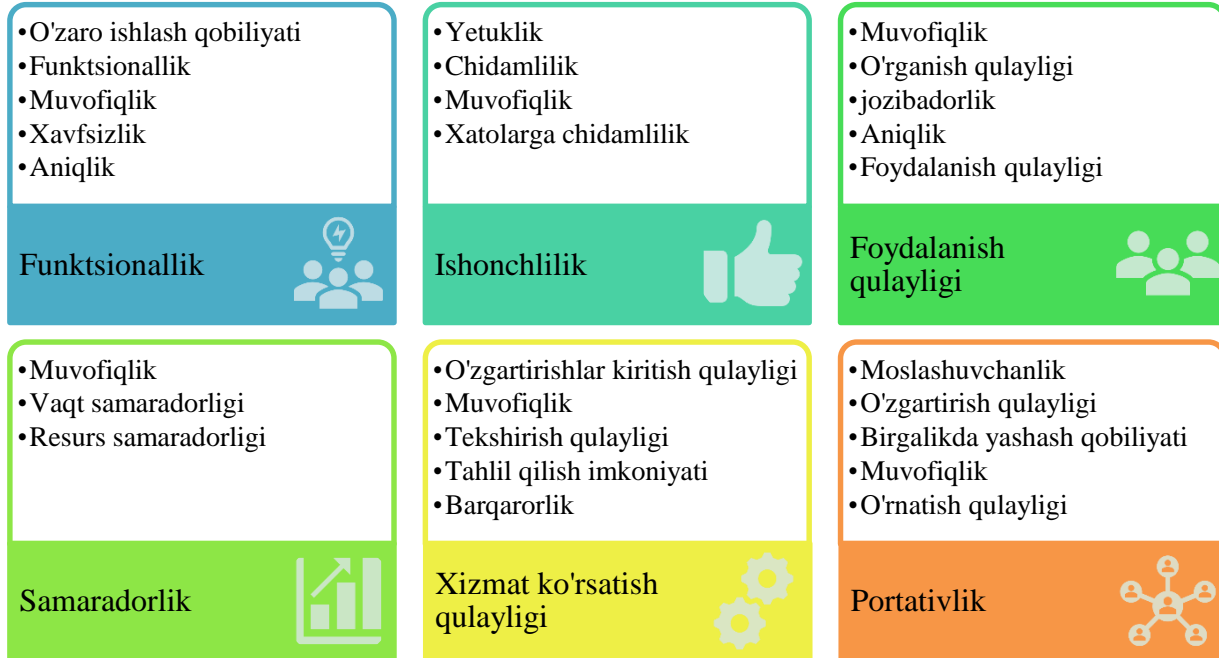 •O'zaro ishlash qobiliyati
•Funktsionallik
•Muvofiqlik
•Xavfsizlik
•Aniqlik
Funktsionallik
•Yetuklik
•Chidamlilik
•Muvofiqlik
•Xatolarga chidamlilik
Ishonchlilik
•Muvofiqlik
•O'rganish qulayligi
•jozibadorlik
•Aniqlik
•Foydalanish qulayligi
Foydalanish
qulayligi
•Muvofiqlik
•Vaqt samaradorligi
•Resurs samaradorligi
Samaradorlik
•O'zgartirishlar kiritish qulayligi
•Muvofiqlik
•Tekshirish qulayligi
•Tahlil qilish imkoniyati
•Barqarorlik
Xizmat ko'rsatish
qulayligi
•Moslashuvchanlik
•O'zgartirish qulayligi
•Birgalikda yashash qobiliyati
•Muvofiqlik
•O'rnatish qulayligi
Portativlik